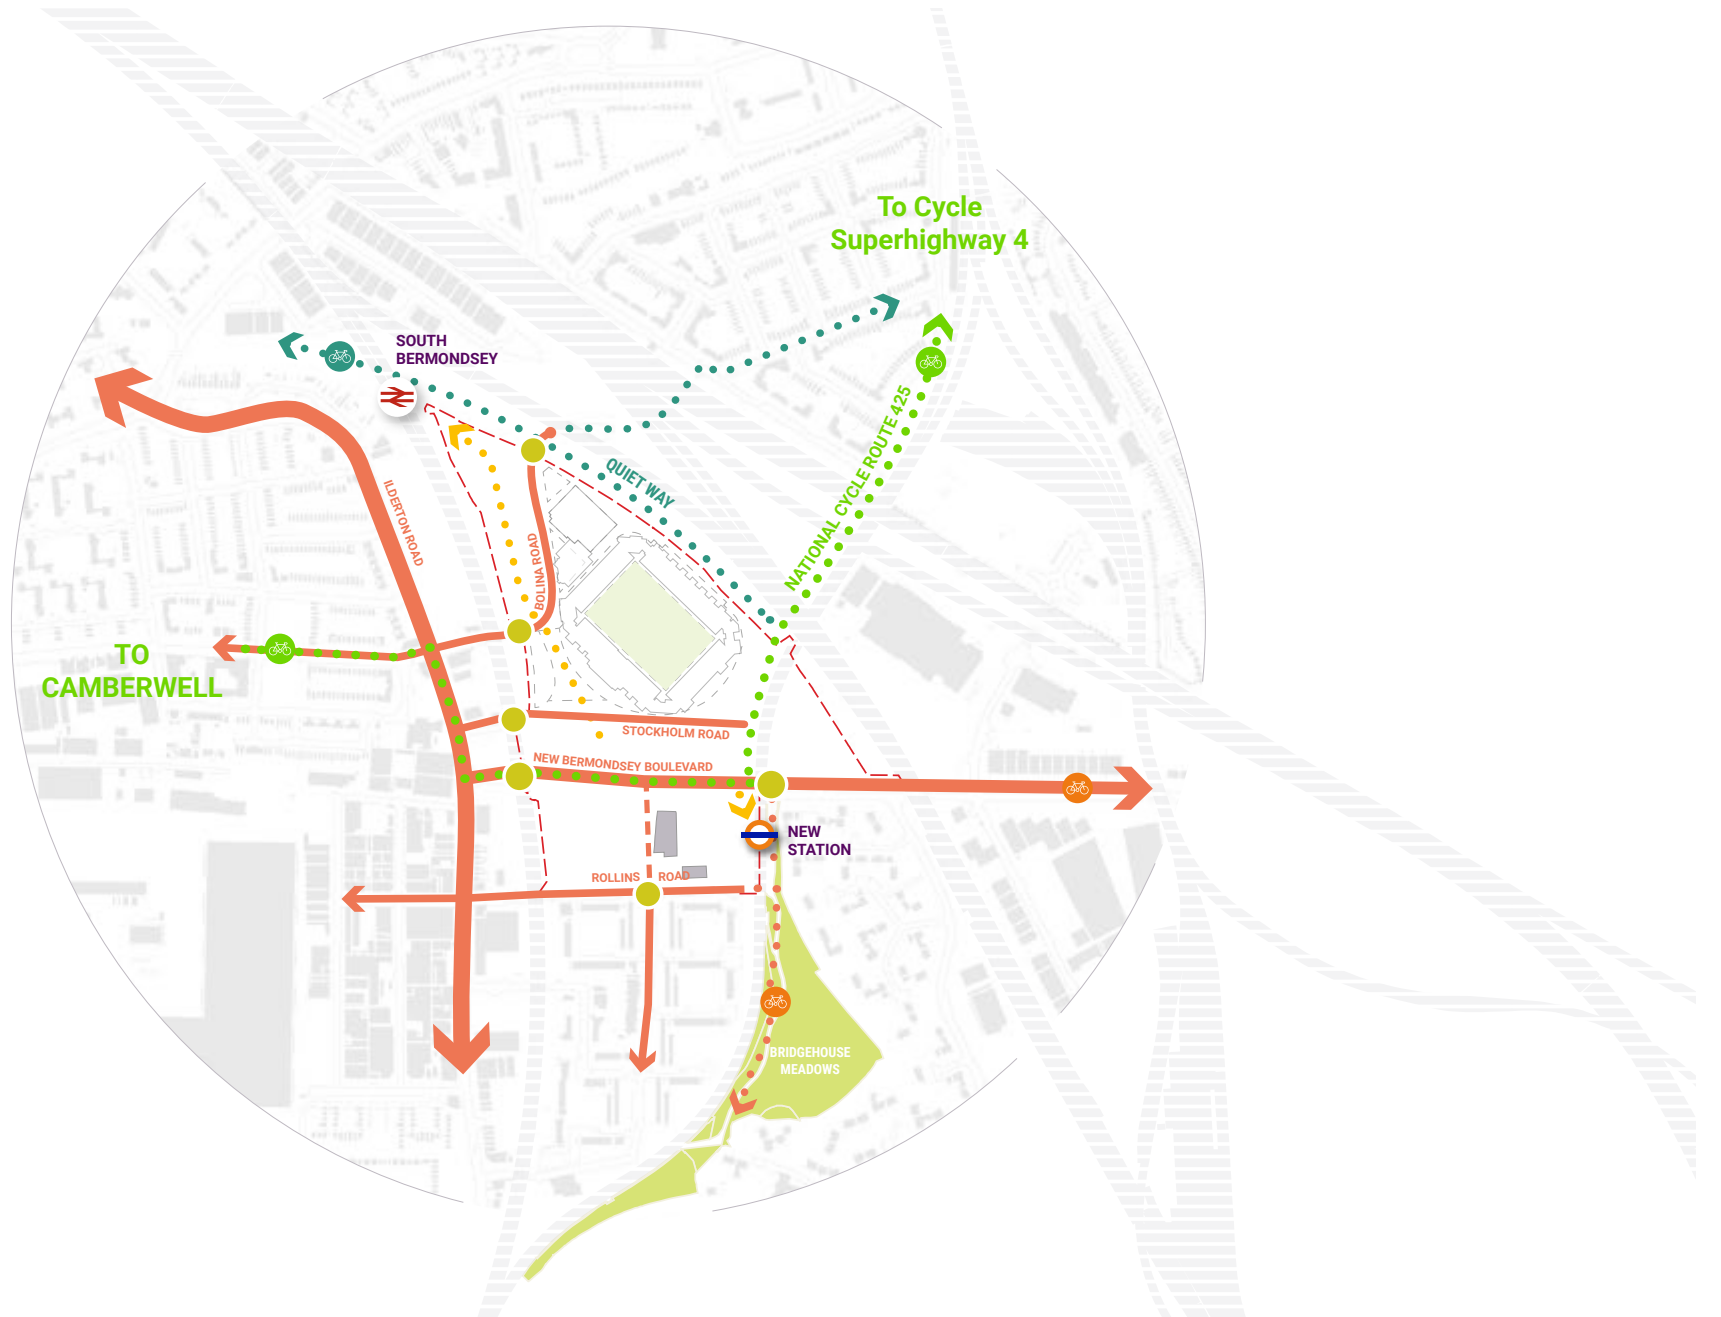 To Cycle
Superhighway 4
SOUTH
BERMONDSEY
ILDERTON ROAD
QUIET WAY
NATIONAL CYCLE ROUTE 425
BOLINA ROAD
TO
CAMBERWELL
STOCKHOLM ROAD
NEW BERMONDSEY BOULEVARD
NEW
STATION
ROLLINS ROAD
BRIDGEHOUSE
MEADOWS